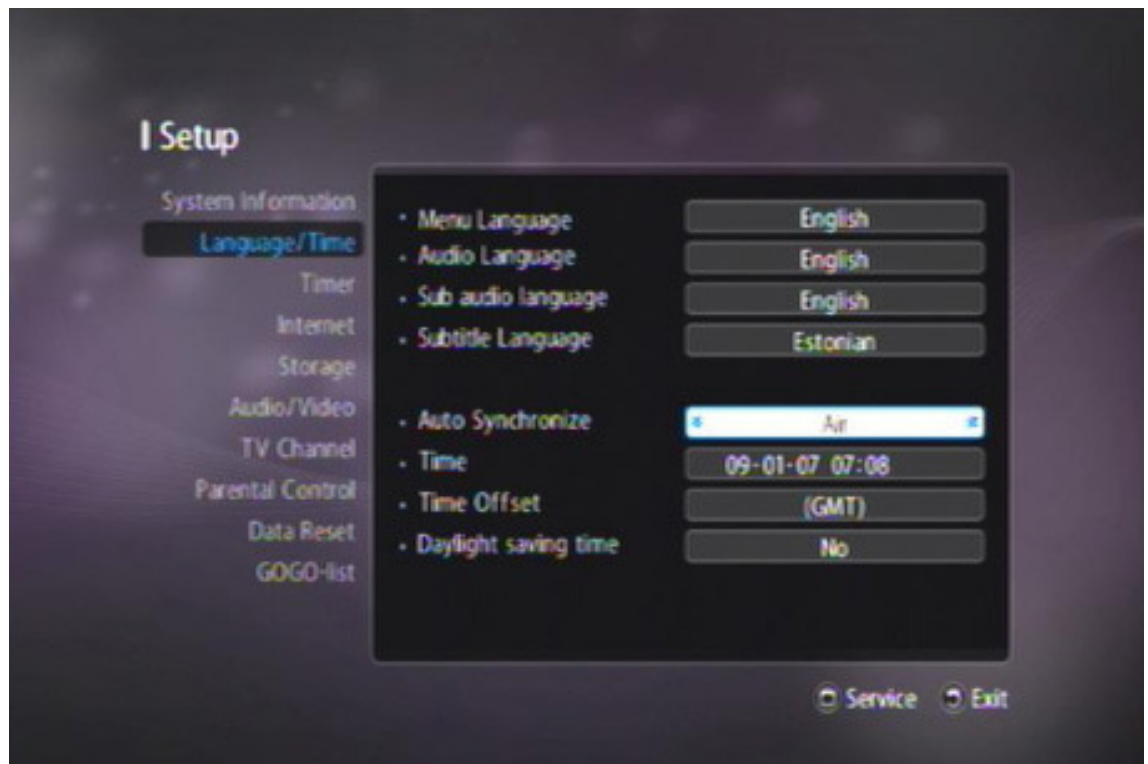 Setup
System Information
Language/Time
Timer
Internet
Storage
Audio/Video
TV Channel
Parental Control
Data Reset
GOGO-list
Menu Language English
Audio Language English
Sub audio language English
Subtitle Language Estonian
Auto Synchronize Air
Time 09-01-07 07:08
Time Offset (GMT)
Daylight saving time No
Service Exit